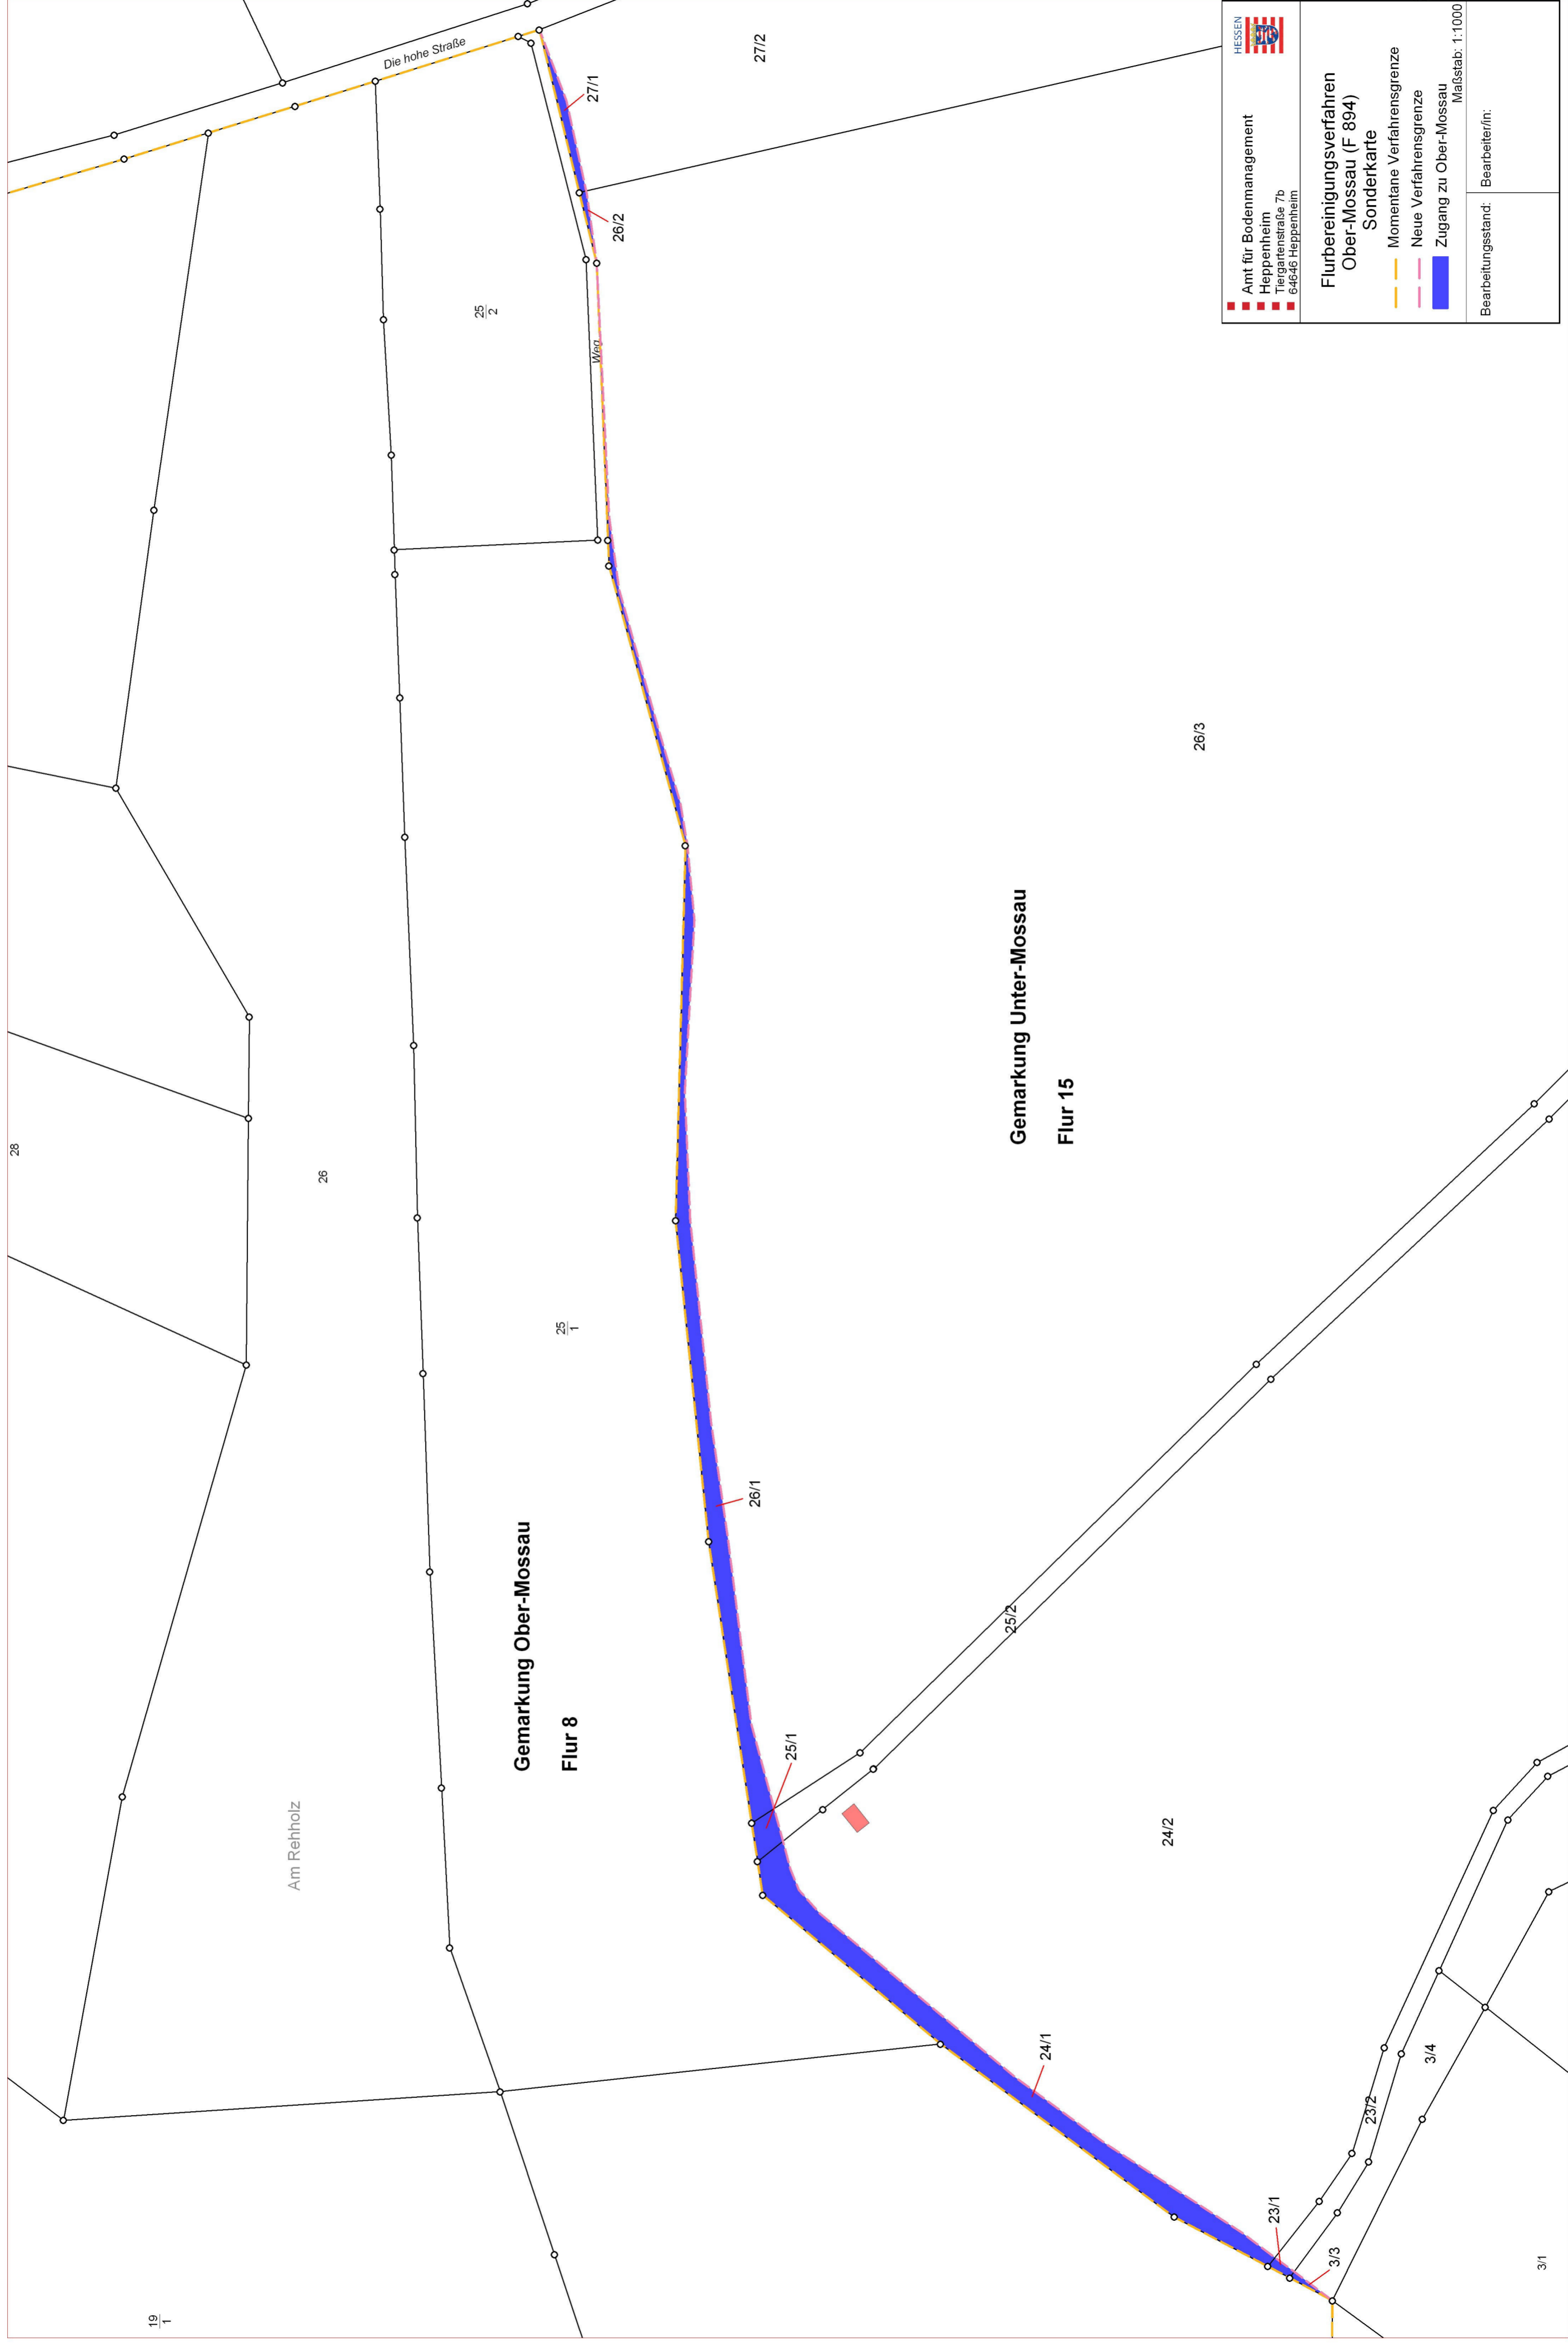 HESSEN
Amt für Bodenmanagement
Heppenheim
Tiergartenstraße 7b
64646 Heppenheim
Flurbereinigungsverfahren
Ober-Mossau (F 894)
Sonderkarte
Momentane Verfahrensgrenze
Neue Verfahrensgrenze
Zugang zu Ober-Mossau
Maßstab: 1:1000
Bearbeitungsstand:
Bearbeiter/in:
Die hohe Straße
27/1
27/2
26/2
25
2
Weg
26/3
28
26
25
1
Gemarkung Unter-Mossau
Flur 15
26/1
Gemarkung Ober-Mossau
Flur 8
25/2
25/1
Am Rehholz
24/2
24/1
3/4
23/2
23/1
3/3
3/1
19
1